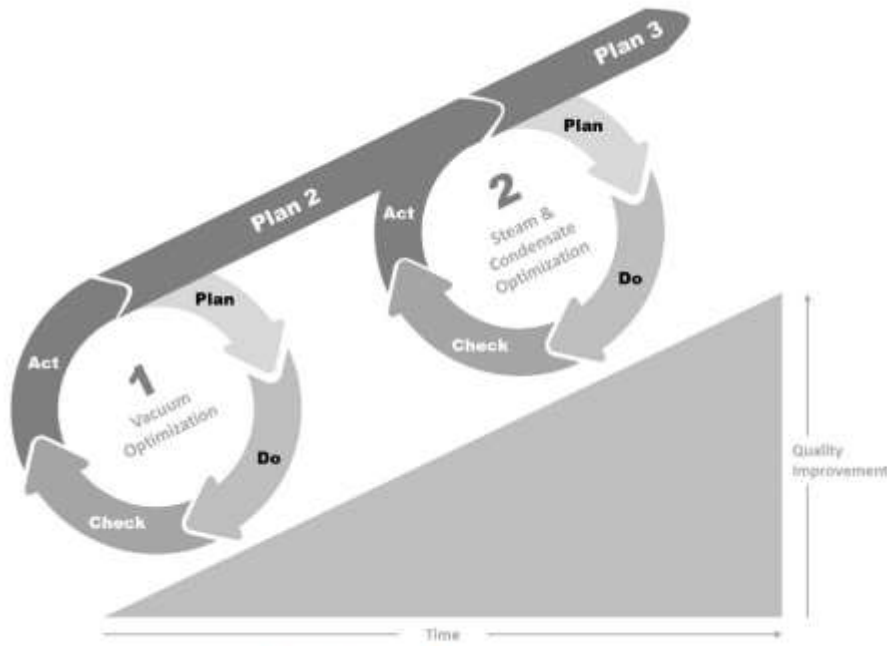 Plan 3
Plan
2
Steam &
Condensate
Optimization
Act
Do
Check
Plan 2
Plan
1
Vacuum
Optimization
Act
Do
Check
Quality
Improvement
Time